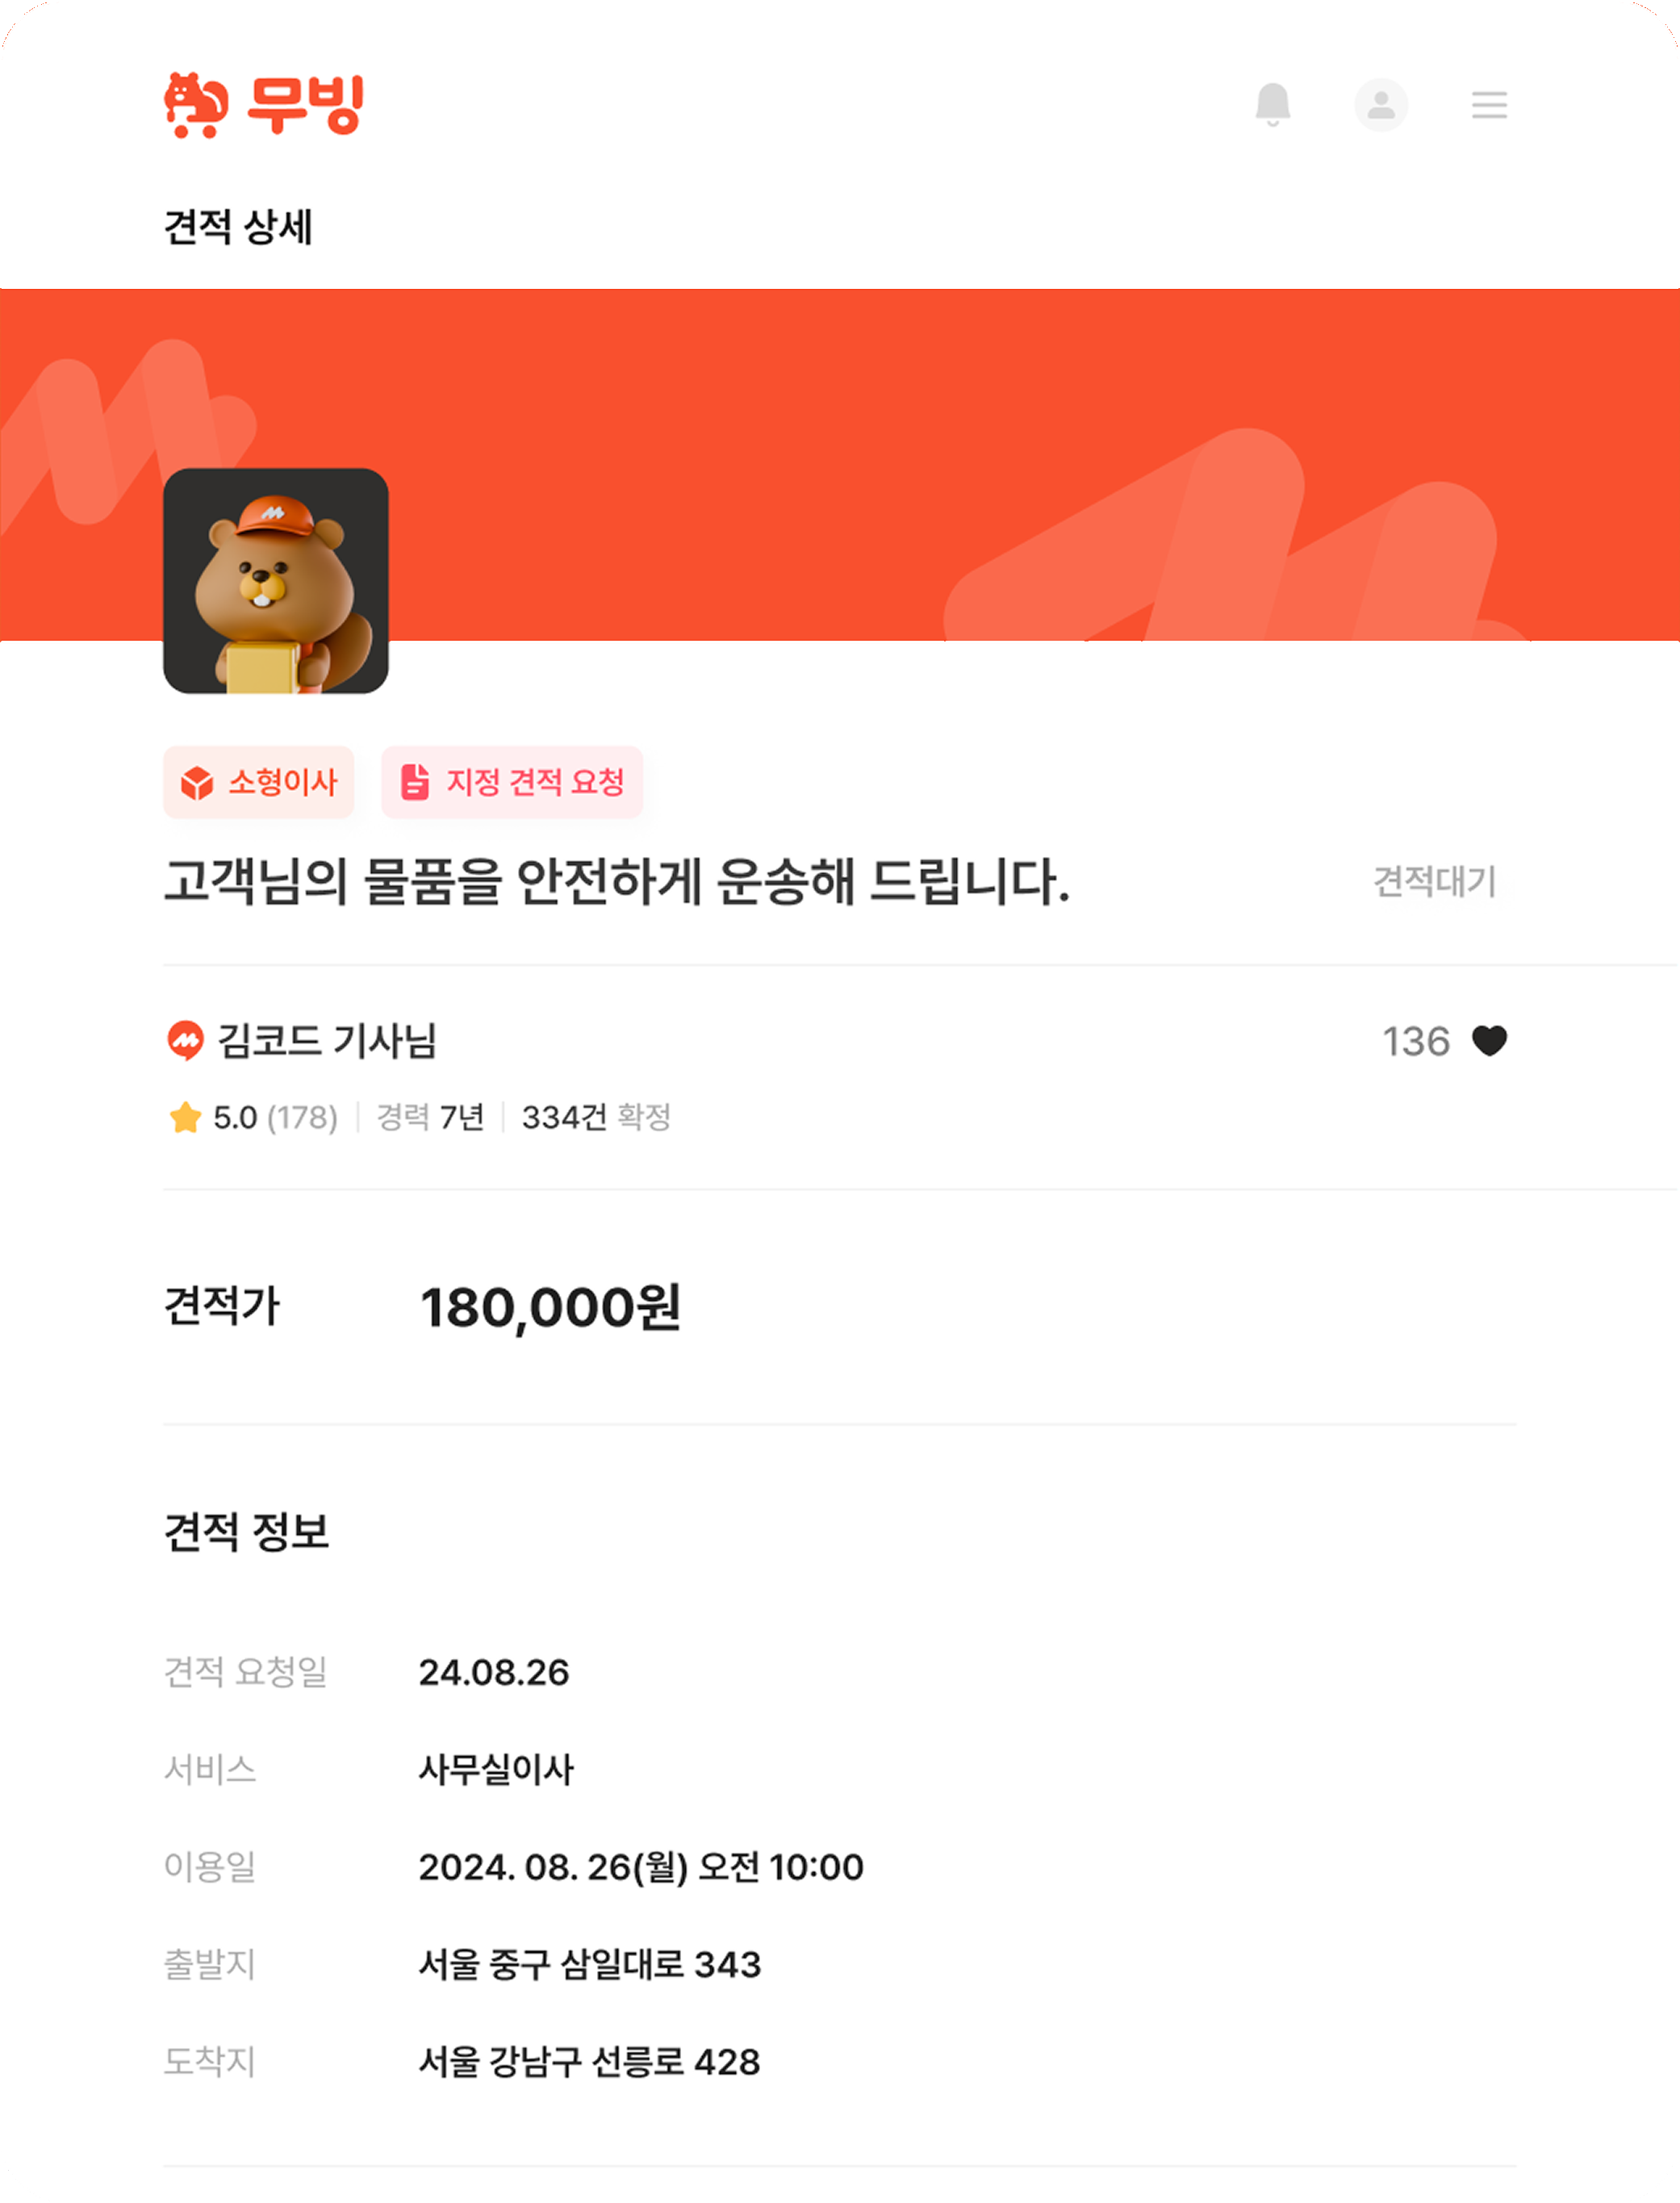 무빙
견적 상세
소형이사 지정 견적 요청
고객님의 물품을 안전하게 운송해 드립니다. 견적대기
김코드 기사님 136
5.0 (178) 경력 7년 334건 확정
견적가 180,000원
견적 정보
견적 요청일 24.08.26
서비스 사무실이사
이용일 2024. 08. 26(월) 오전 10:00
출발지 서울 중구 삼일대로 343
도착지 서울 강남구 선릉로 428